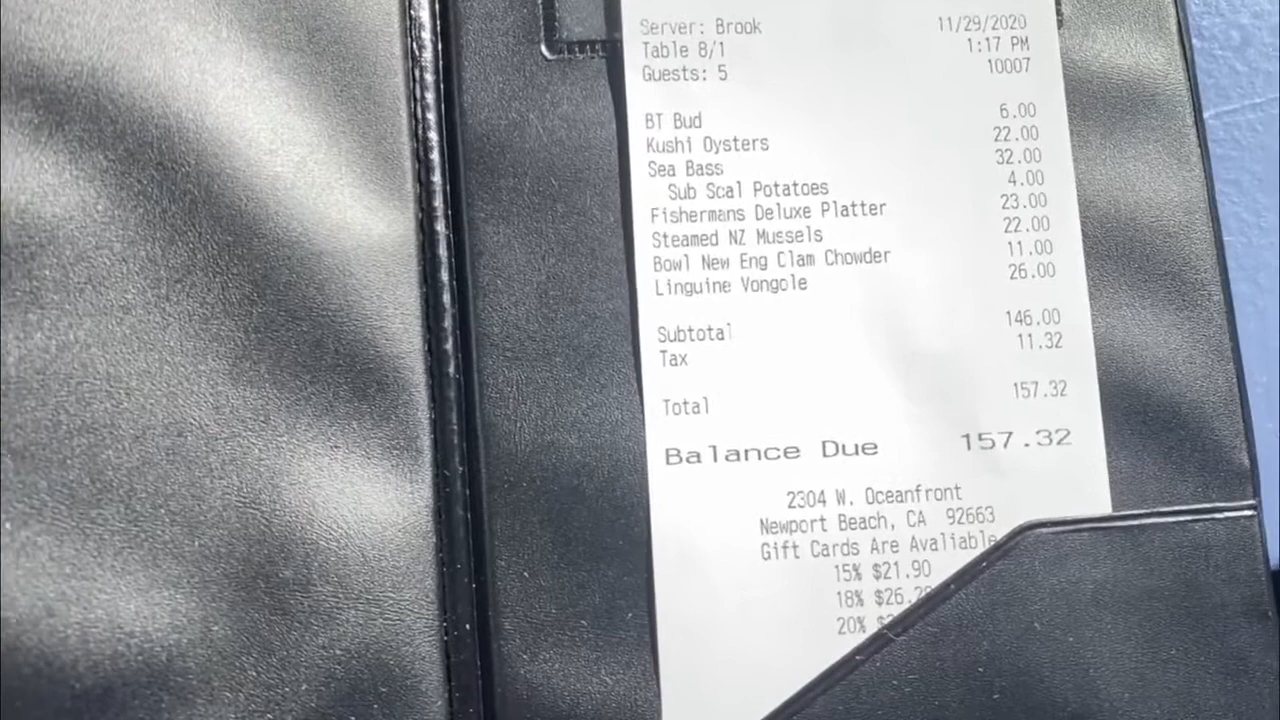 Server: Brook 11/29/2020
Table 8/1 1:17 PM
Guests: 5 10007
BT Bud 6.00
Kushi Oysters 22.00
Sea Bass 32.00
Sub Scal Potatoes 4.00
Fishermans Deluxe Platter 23.00
Steamed NZ Mussels 22.00
Bowl New Eng Clam Chowder 11.00
Linguine Vongole 26.00
Subtotal 146.00
Tax 11.32
Total 157.32
Balance Due 157.32
2304 W. Oceanfront
Newport Beach, CA 92663
Gift Cards Are Avaliable
15% $21.90
18%
20%